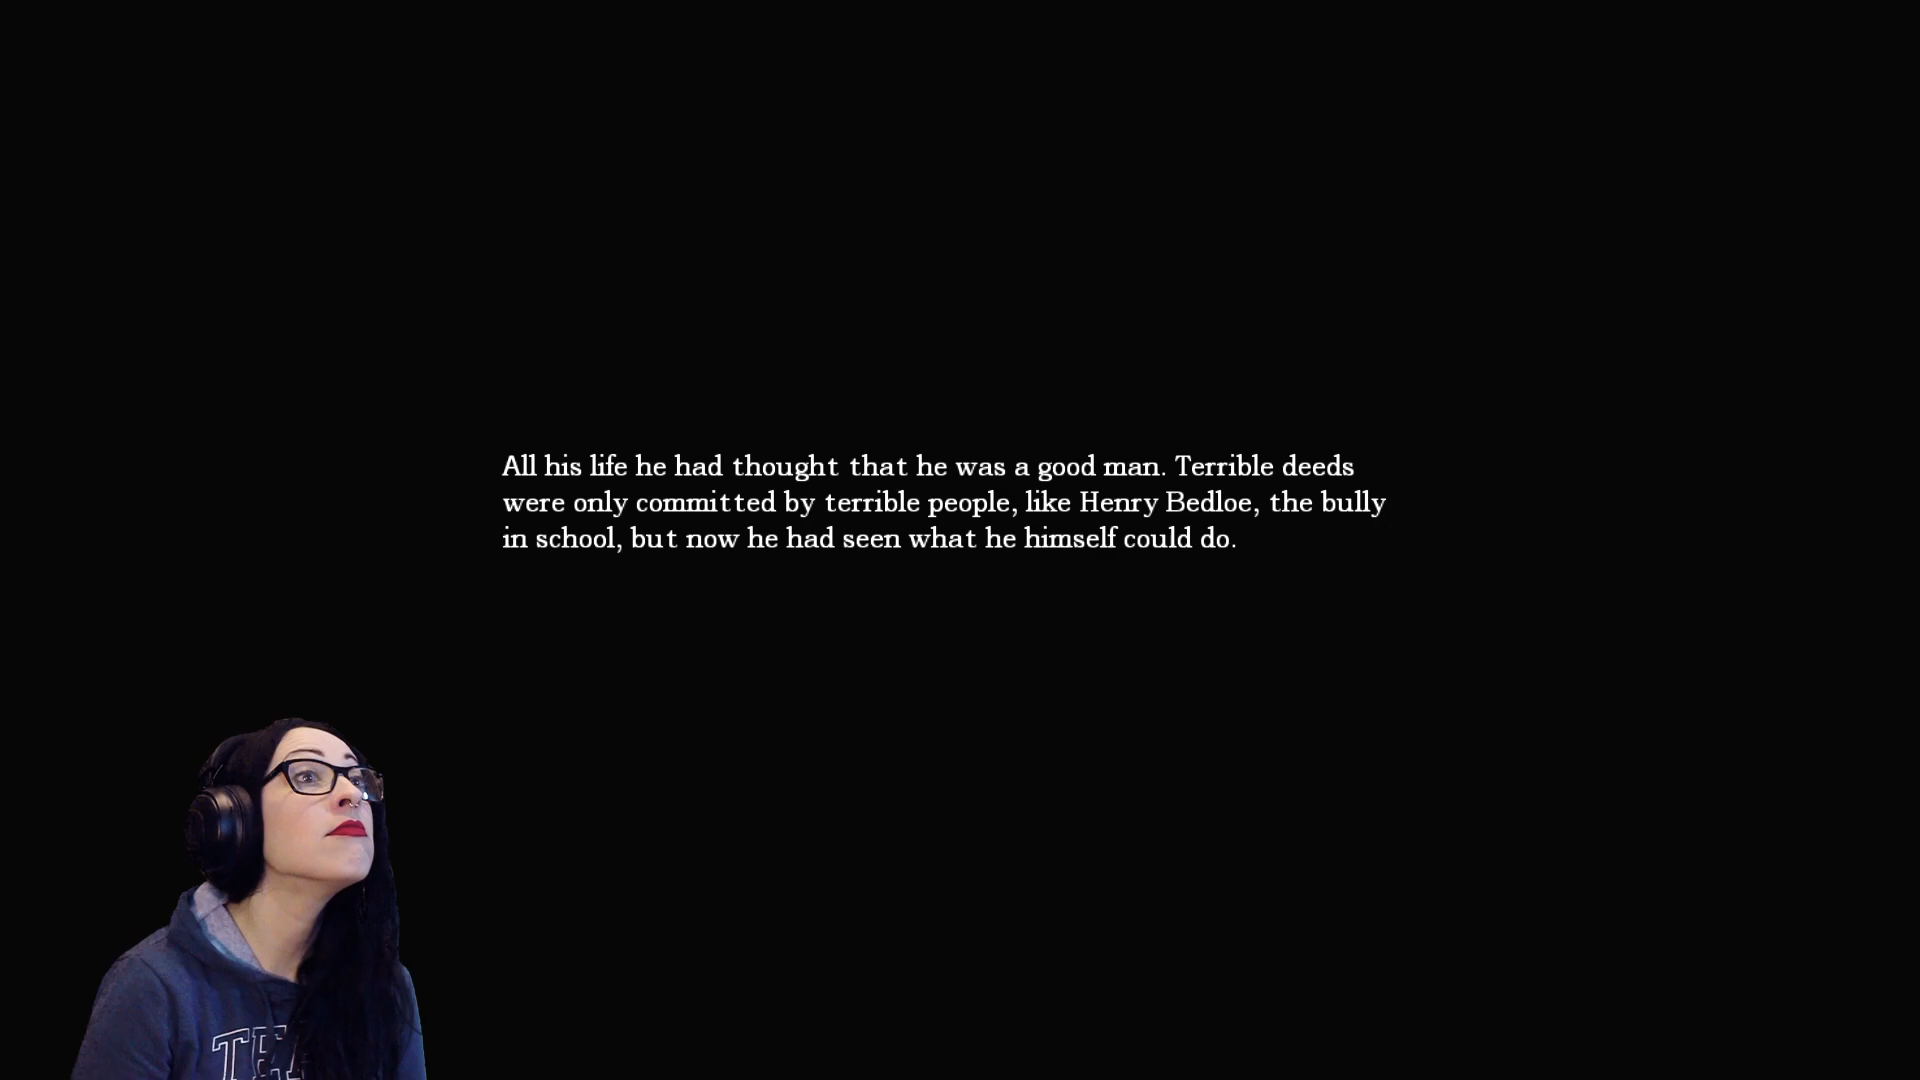 All his life he had thought that he was a good man. Terrible deeds
were only committed by terrible people, like Henry Bedloe, the bully
in school, but now he had seen what he himself could do.